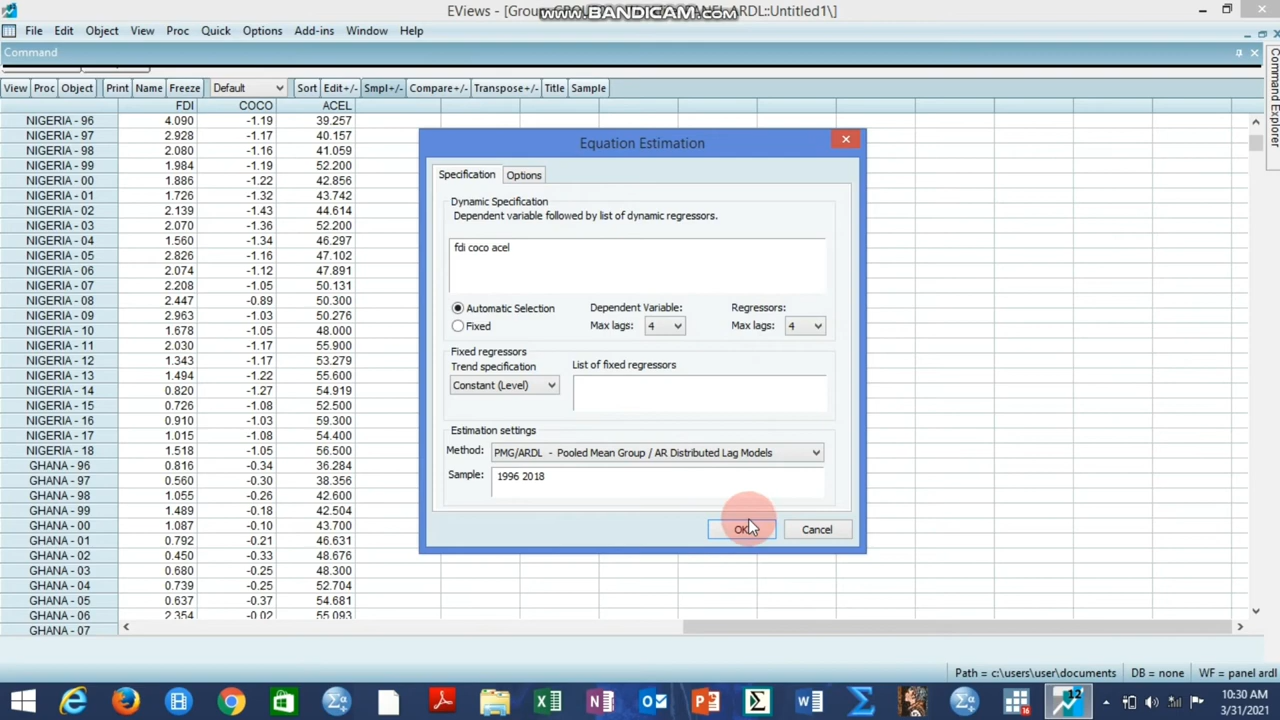 EViews - [Group: GROUP
PANEL ARDL::Untitled1\]
www.BANDICAM.com
File Edit Object View Proc Quick Options Add-ins Window Help
Command
Command Explorer
View Proc Object Print Name Freeze Default Sort Edit+/- Smpl+/- Compare+/- Transpose+/- Title Sample
FDI COCO ACEL
NIGERIA - 96 4.090 -1.19 39.257
NIGERIA - 97 2.928 -1.17 40.157
NIGERIA - 98 2.080 -1.16 41.059
NIGERIA - 99 1.984 -1.19 52.200
NIGERIA - 00 1.886 -1.22 42.856
NIGERIA - 01 1.726 -1.32 43.742
NIGERIA - 02 2.139 -1.43 44.614
NIGERIA - 03 2.070 -1.36 52.200
NIGERIA - 04 1.560 -1.34 46.297
NIGERIA - 05 2.826 -1.16 47.102
NIGERIA - 06 2.074 -1.12 47.891
NIGERIA - 07 2.208 -1.05 50.131
NIGERIA - 08 2.447 -0.89 50.300
NIGERIA - 09 2.963 -1.03 50.276
NIGERIA - 10 1.678 -1.05 48.000
NIGERIA - 11 2.030 -1.17 55.900
NIGERIA - 12 1.343 -1.17 53.279
NIGERIA - 13 1.494 -1.22 55.600
NIGERIA - 14 0.820 -1.27 54.919
NIGERIA - 15 0.726 -1.08 52.500
NIGERIA - 16 0.910 -1.03 59.300
NIGERIA - 17 1.015 -1.08 54.400
NIGERIA - 18 1.518 -1.05 56.500
GHANA - 96 0.816 -0.34 36.284
GHANA - 97 0.560 -0.30 38.356
GHANA - 98 1.055 -0.26 42.600
GHANA - 99 1.489 -0.18 42.504
GHANA - 00 1.087 -0.10 43.700
GHANA - 01 0.792 -0.21 46.631
GHANA - 02 0.450 -0.33 48.676
GHANA - 03 0.680 -0.25 48.300
GHANA - 04 0.739 -0.25 52.704
GHANA - 05 0.637 -0.37 54.681
GHANA - 06 2.354 -0.02 55.093
GHANA - 07
Equation Estimation
Specification Options
Dynamic Specification
Dependent variable followed by list of dynamic regressors.
fdi coco acel
Automatic Selection Dependent Variable: Regressors:
Fixed Max lags: 4 Max lags: 4
Fixed regressors
Trend specification List of fixed regressors
Constant (Level)
Estimation settings
Method: PMG/ARDL - Pooled Mean Group / AR Distributed Lag Models
Sample: 1996 2018
OK Cancel
Path = c:\users\user\documents DB = none WF = panel ardl
12
16
10:30 AM
3/31/2021